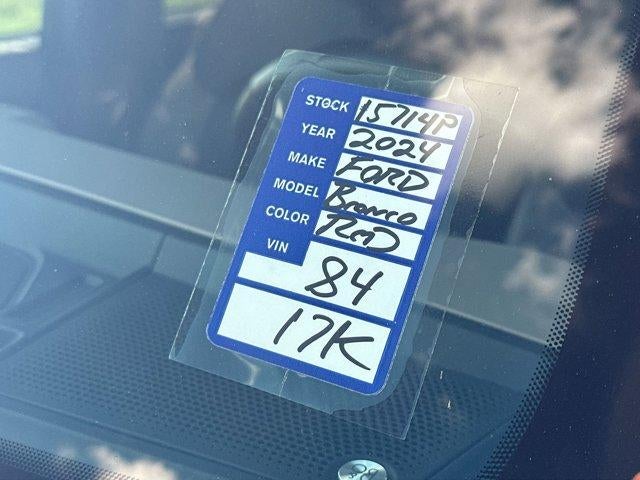 STOCK 15714P
YEAR 2024
MAKE FORD
MODEL Bronco
COLOR RED
VIN 84
17K